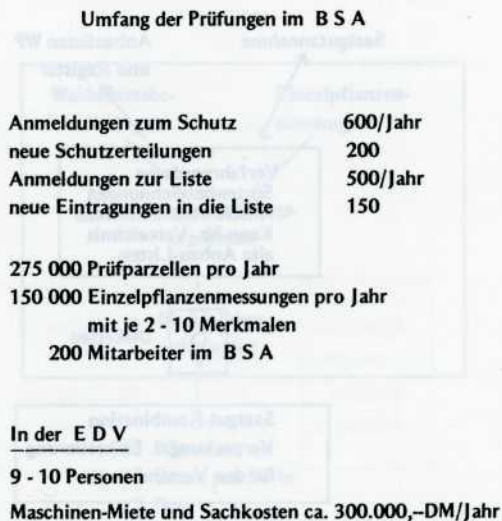 Umfang der Prüfungen im B S A
Anmeldungen zum Schutz 600/Jahr
neue Schutzerteilungen 200
Anmeldungen zur Liste 500/Jahr
neue Eintragungen in die Liste 150
275 000 Prüfparzellen pro Jahr
150 000 Einzelpflanzenmessungen pro Jahr
mit je 2 - 10 Merkmalen
200 Mitarbeiter im B S A
In der E D V
9 - 10 Personen
Maschinen-Miete und Sachkosten ca. 300.000,--DM/Jahr